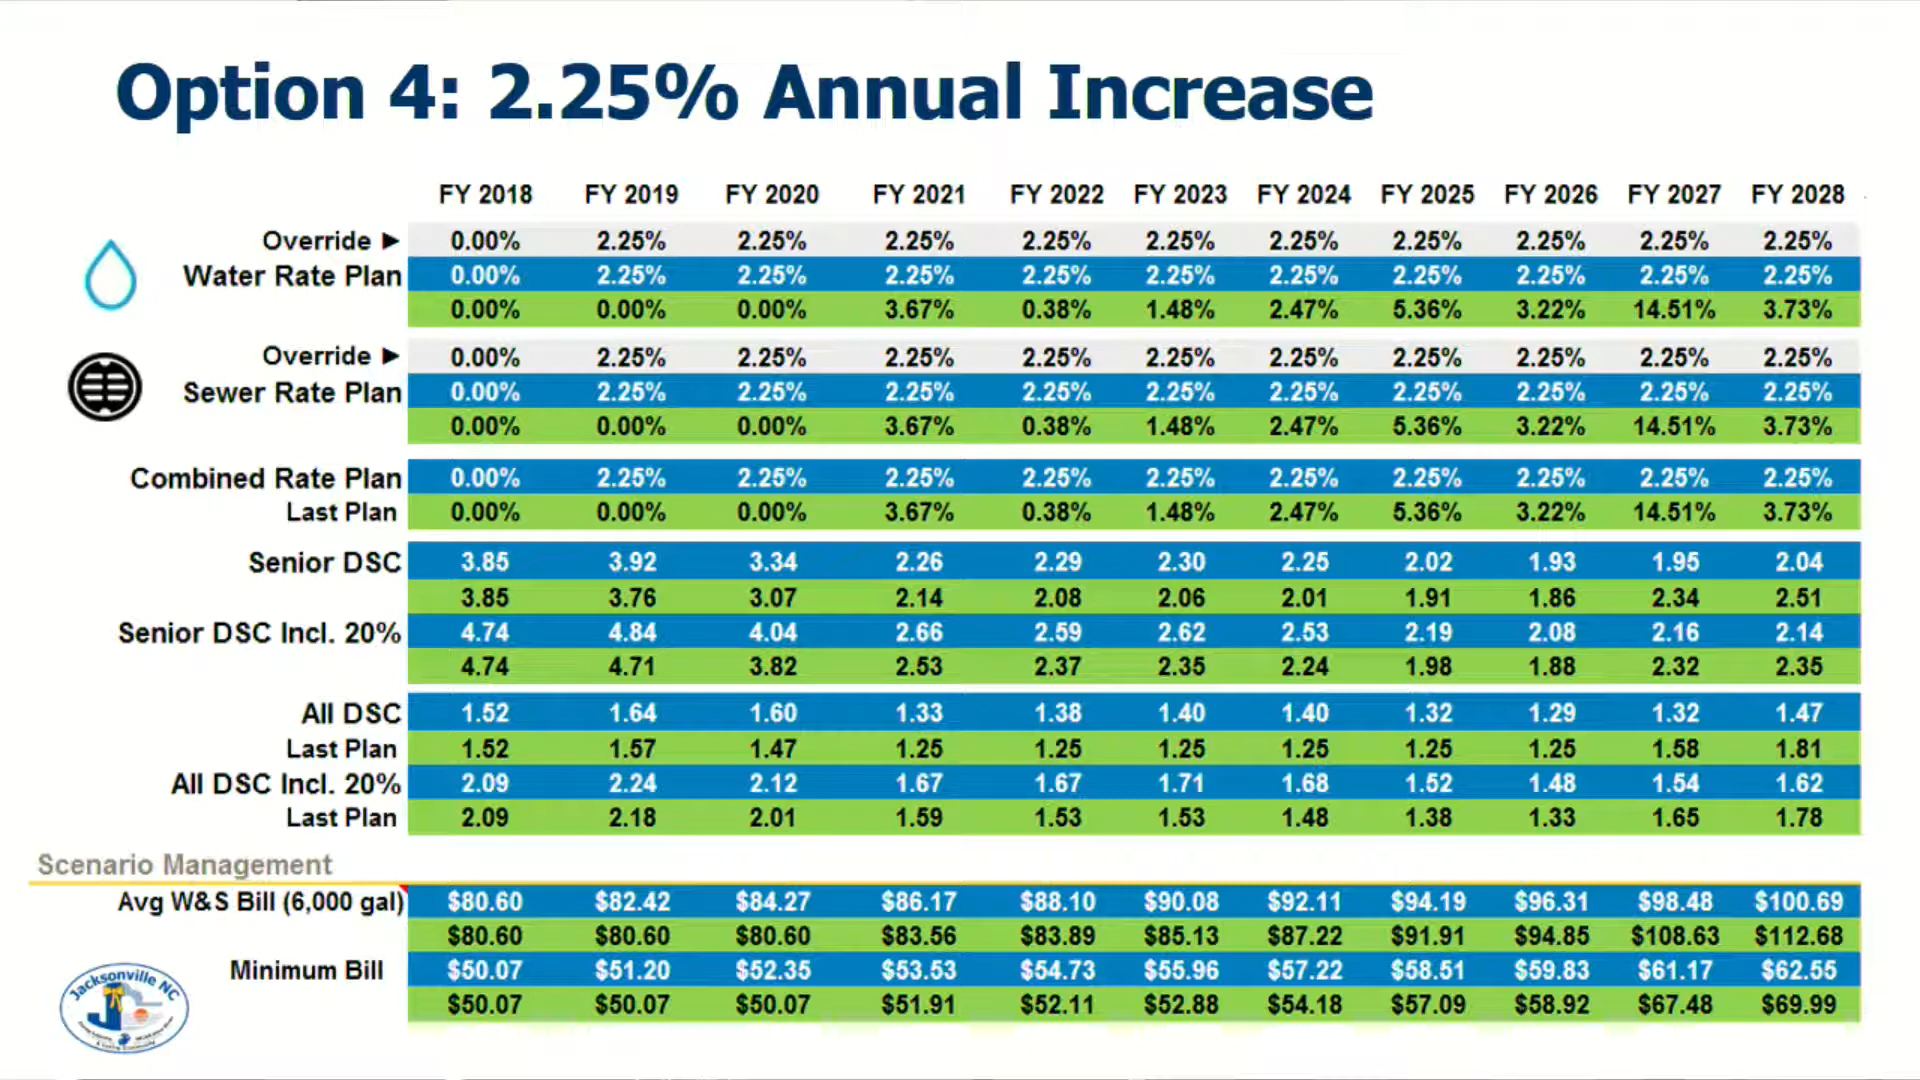 Option 4: 2.25% Annual Increase
FY 2018 FY 2019 FY 2020 FY 2021 FY 2022 FY 2023 FY 2024 FY 2025 FY 2026 FY 2027 FY 2028
Override ► 0.00% 2.25% 2.25% 2.25% 2.25% 2.25% 2.25% 2.25% 2.25% 2.25% 2.25%
Water Rate Plan 0.00% 2.25% 2.25% 2.25% 2.25% 2.25% 2.25% 2.25% 2.25% 2.25% 2.25%
0.00% 0.00% 0.00% 3.67% 0.38% 1.48% 2.47% 5.36% 3.22% 14.51% 3.73%
Override ► 0.00% 2.25% 2.25% 2.25% 2.25% 2.25% 2.25% 2.25% 2.25% 2.25% 2.25%
Sewer Rate Plan 0.00% 2.25% 2.25% 2.25% 2.25% 2.25% 2.25% 2.25% 2.25% 2.25% 2.25%
0.00% 0.00% 0.00% 3.67% 0.38% 1.48% 2.47% 5.36% 3.22% 14.51% 3.73%
Combined Rate Plan 0.00% 2.25% 2.25% 2.25% 2.25% 2.25% 2.25% 2.25% 2.25% 2.25% 2.25%
Last Plan 0.00% 0.00% 0.00% 3.67% 0.38% 1.48% 2.47% 5.36% 3.22% 14.51% 3.73%
Senior DSC 3.85 3.92 3.34 2.26 2.29 2.30 2.25 2.02 1.93 1.95 2.04
3.85 3.76 3.07 2.14 2.08 2.06 2.01 1.91 1.86 2.34 2.51
Senior DSC Incl. 20% 4.74 4.84 4.04 2.66 2.59 2.62 2.53 2.19 2.08 2.16 2.14
4.74 4.71 3.82 2.53 2.37 2.35 2.24 1.98 1.88 2.32 2.35
All DSC 1.52 1.64 1.60 1.33 1.38 1.40 1.40 1.32 1.29 1.32 1.47
Last Plan 1.52 1.57 1.47 1.25 1.25 1.25 1.25 1.25 1.25 1.58 1.81
All DSC Incl. 20% 2.09 2.24 2.12 1.67 1.67 1.71 1.68 1.52 1.48 1.54 1.62
Last Plan 2.09 2.18 2.01 1.59 1.53 1.53 1.48 1.38 1.33 1.65 1.78
Scenario Management
Avg W&S Bill (6,000 gal) $80.60 $82.42 $84.27 $86.17 $88.10 $90.08 $92.11 $94.19 $96.31 $98.48 $100.69
$80.60 $80.60 $80.60 $83.56 $83.89 $85.13 $87.22 $91.91 $94.85 $108.63 $112.68
Minimum Bill $50.07 $51.20 $52.35 $53.53 $54.73 $55.96 $57.22 $58.51 $59.83 $61.17 $62.55
$50.07 $50.07 $50.07 $51.91 $52.11 $52.88 $54.18 $57.09 $58.92 $67.48 $69.99
Jacksonville NC